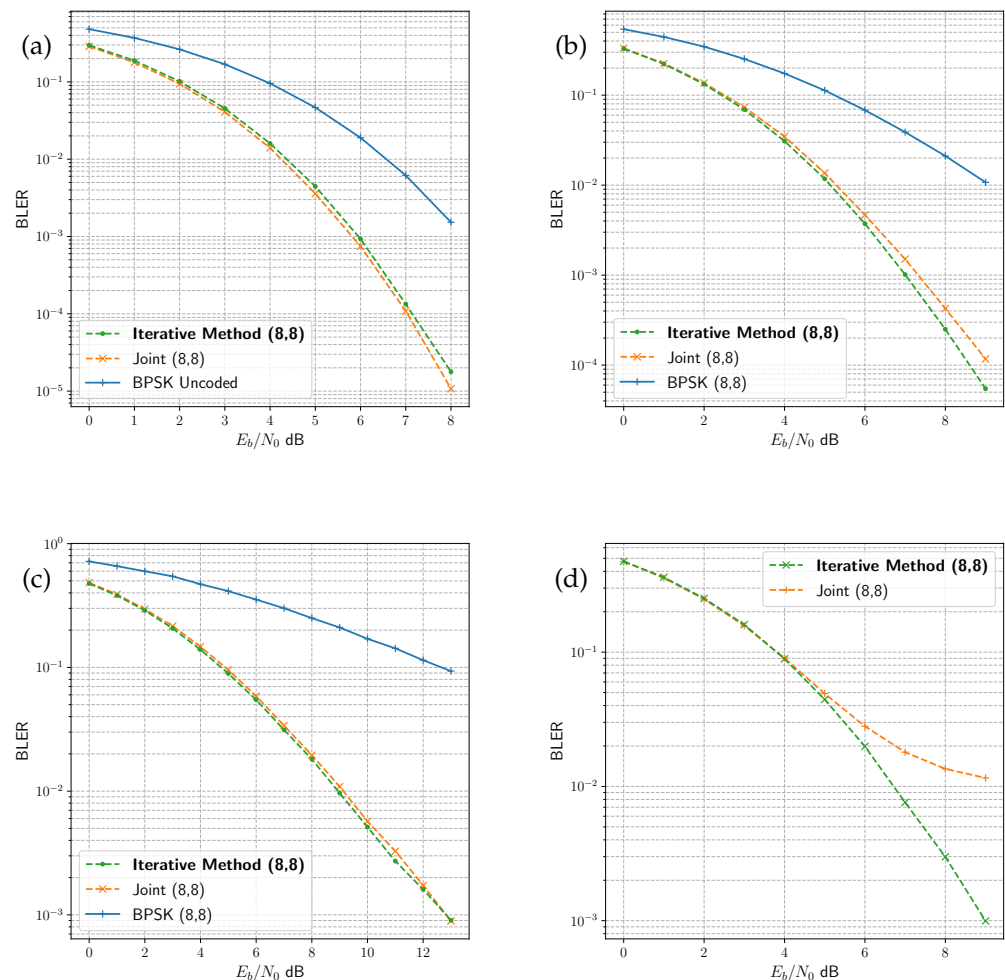 (a)
BLER
10^{-1}
10^{-2}
10^{-3}
10^{-4}
10^{-5}
Iterative Method (8,8)
Joint (8,8)
BPSK Uncoded
0 1 2 3 4 5 6 7 8
E_b/N_0 dB
(b)
BLER
10^{-1}
10^{-2}
10^{-3}
10^{-4}
Iterative Method (8,8)
Joint (8,8)
BPSK (8,8)
0 2 4 6 8
E_b/N_0 dB
(c)
BLER
10^0
10^{-1}
10^{-2}
10^{-3}
Iterative Method (8,8)
Joint (8,8)
BPSK (8,8)
0 2 4 6 8 10 12
E_b/N_0 dB
(d)
BLER
Iterative Method (8,8)
Joint (8,8)
10^{-1}
10^{-2}
10^{-3}
0 2 4 6 8
E_b/N_0 dB